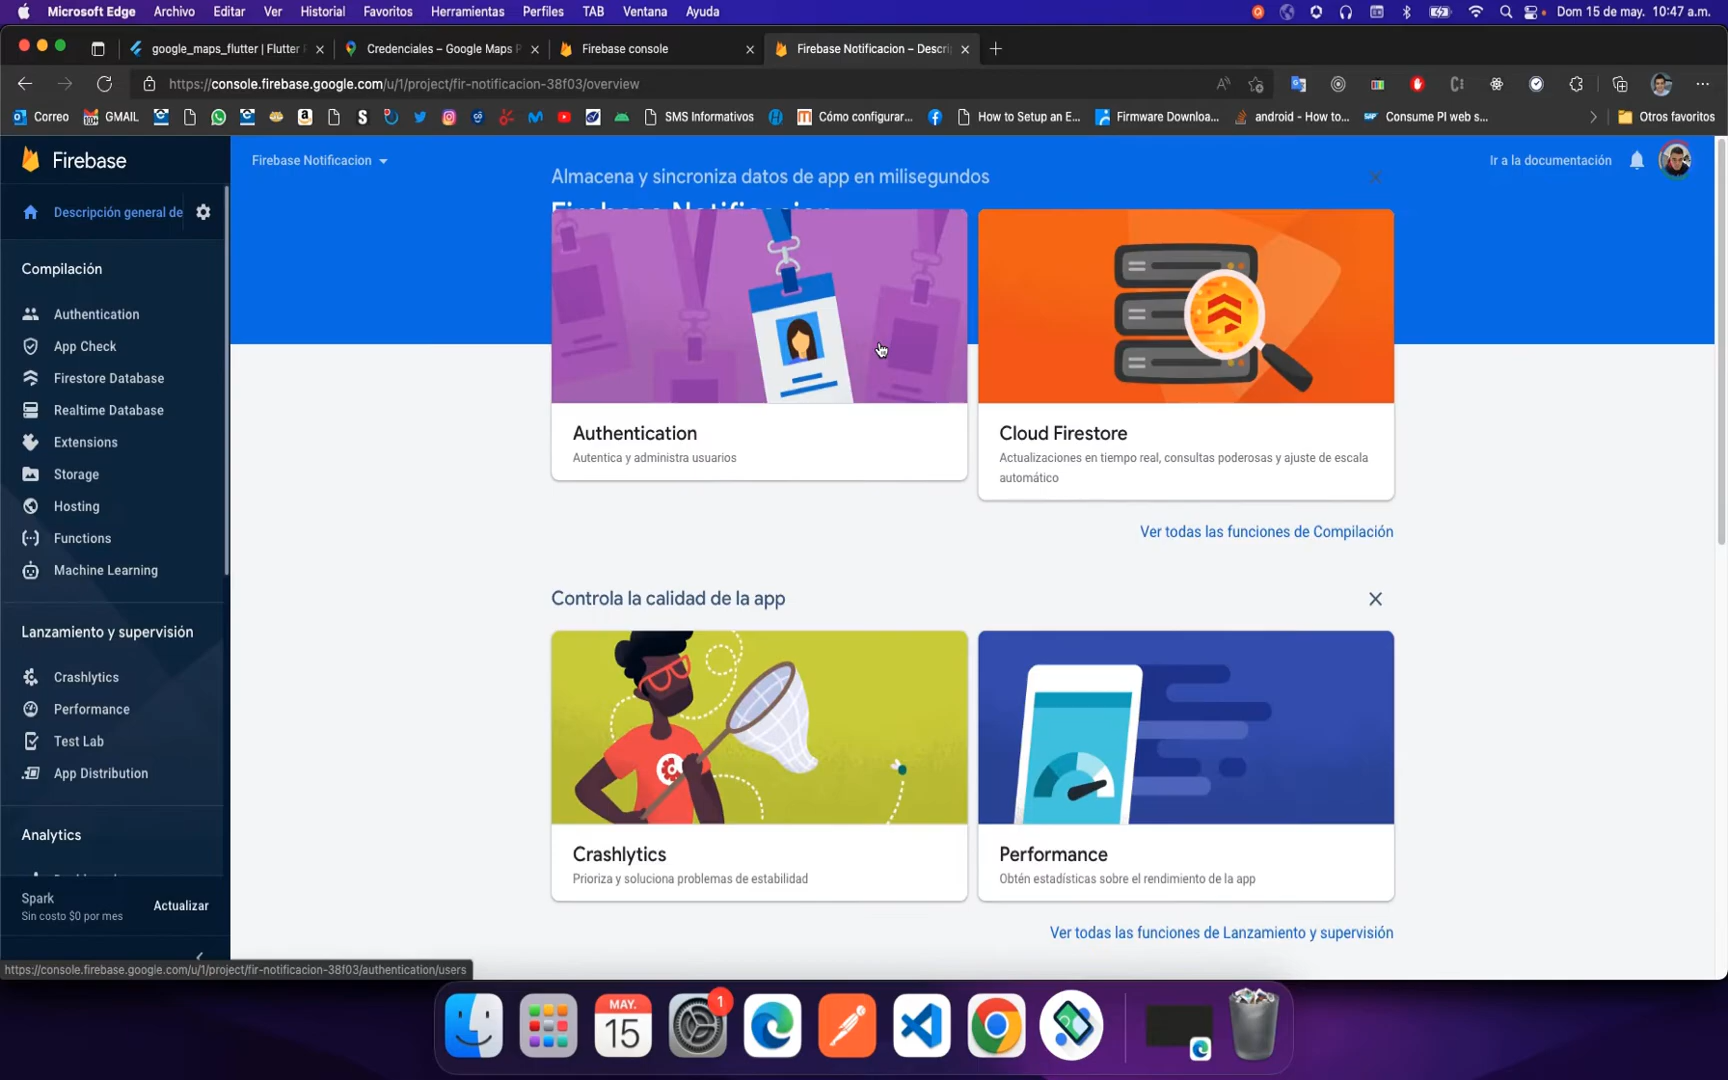 Microsoft Edge Archivo Editar Ver Historial Favoritos Herramientas Perfiles TAB Ventana Ayuda Dom 15 de may. 10:47 a.m.
google_maps_flutter | Flutter Credenciales – Google Maps P Firebase console Firebase Notificacion – Descri
https://console.firebase.google.com/u/1/project/fir-notificacion-38f03/overview
Correo GMAIL SMS Informativos Cómo configurar... How to Setup an E... Firmware Downloa... android - How to... Consume PI web s... Otros favoritos
Firebase
Firebase Notificacion
Ir a la documentación
Almacena y sincroniza datos de app en milisegundos
Firebase Notificacion
Descripción general de
Compilación
Authentication
App Check
Firestore Database
Realtime Database
Extensions
Storage
Hosting
Functions
Machine Learning
Lanzamiento y supervisión
Crashlytics
Performance
Test Lab
App Distribution
Analytics
Spark
Sin costo $0 por mes
Actualizar
Authentication
Autentica y administra usuarios
Cloud Firestore
Actualizaciones en tiempo real, consultas poderosas y ajuste de escala
automático
Ver todas las funciones de Compilación
Controla la calidad de la app
Crashlytics
Prioriza y soluciona problemas de estabilidad
Performance
Obtén estadísticas sobre el rendimiento de la app
Ver todas las funciones de Lanzamiento y supervisión
https://console.firebase.google.com/u/1/project/fir-notificacion-38f03/authentication/users
MAY.
15
1